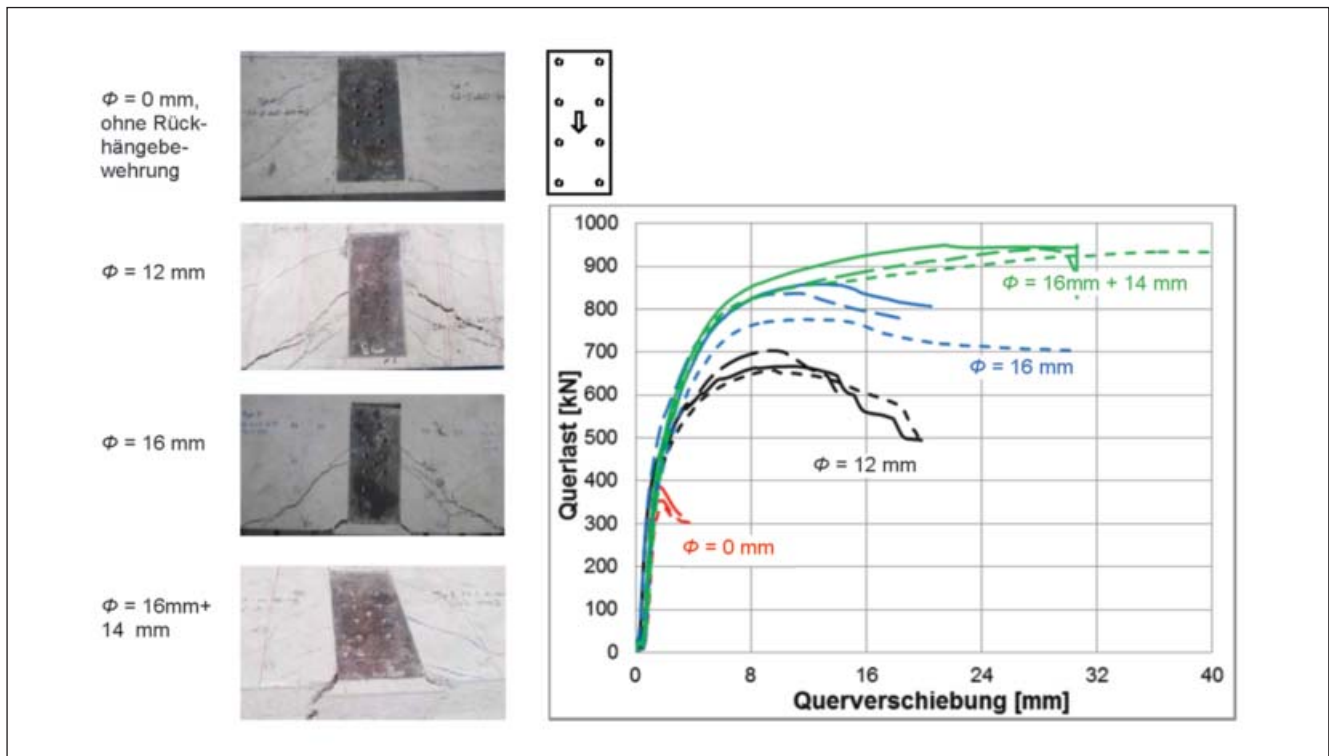 Φ = 0 mm,
ohne Rück-
hängebe-
wehrung
Φ = 12 mm
Φ = 16 mm
Φ = 16mm+
14 mm
1000
900
800
700
600
500
400
300
200
100
0
Querlast [kN]
Φ = 16mm + 14 mm
Φ = 16 mm
Φ = 12 mm
Φ = 0 mm
0 8 16 24 32 40
Querverschiebung [mm]